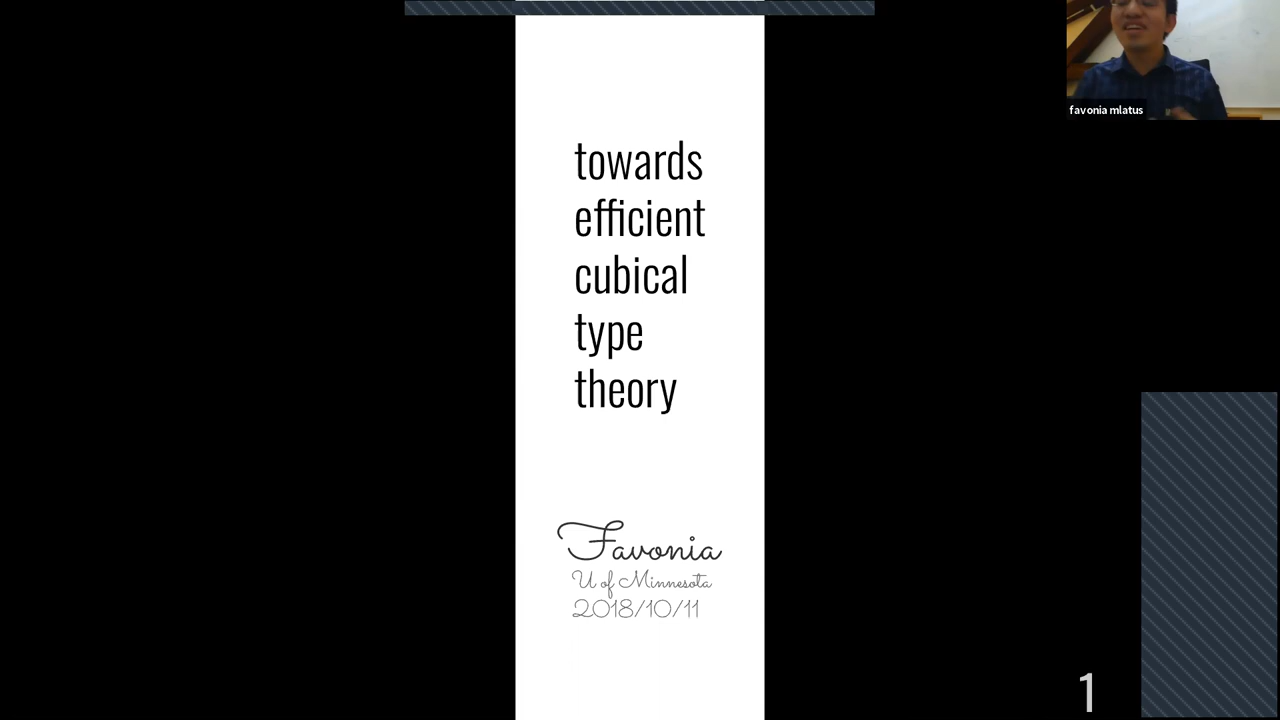 favonia mlatus
towards
efficient
cubical
type
theory
Favonia
U of Minnesota
2018/10/11
1